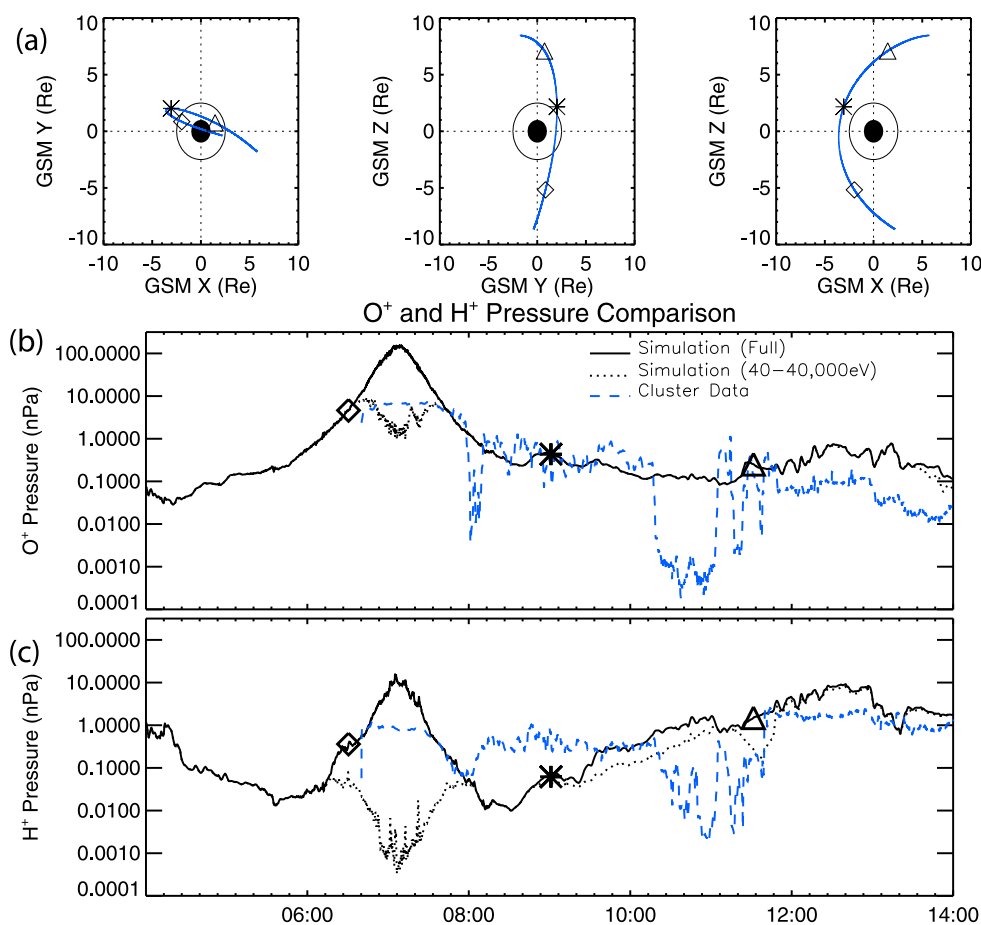 (a)
10
5
0
-5
-10
GSM Y (Re)
-10 -5 0 5 10
GSM X (Re)
10
5
0
-5
-10
GSM Z (Re)
-10 -5 0 5 10
GSM Y (Re)
10
5
0
-5
-10
GSM Z (Re)
-10 -5 0 5 10
GSM X (Re)
O⁺ and H⁺ Pressure Comparison
(b)
100.0000
10.0000
1.0000
0.1000
0.0100
0.0010
0.0001
O⁺ Pressure (nPa)
Simulation (Full)
Simulation (40−40,000eV)
Cluster Data
(c)
100.0000
10.0000
1.0000
0.1000
0.0100
0.0010
0.0001
H⁺ Pressure (nPa)
06:00 08:00 10:00 12:00 14:00